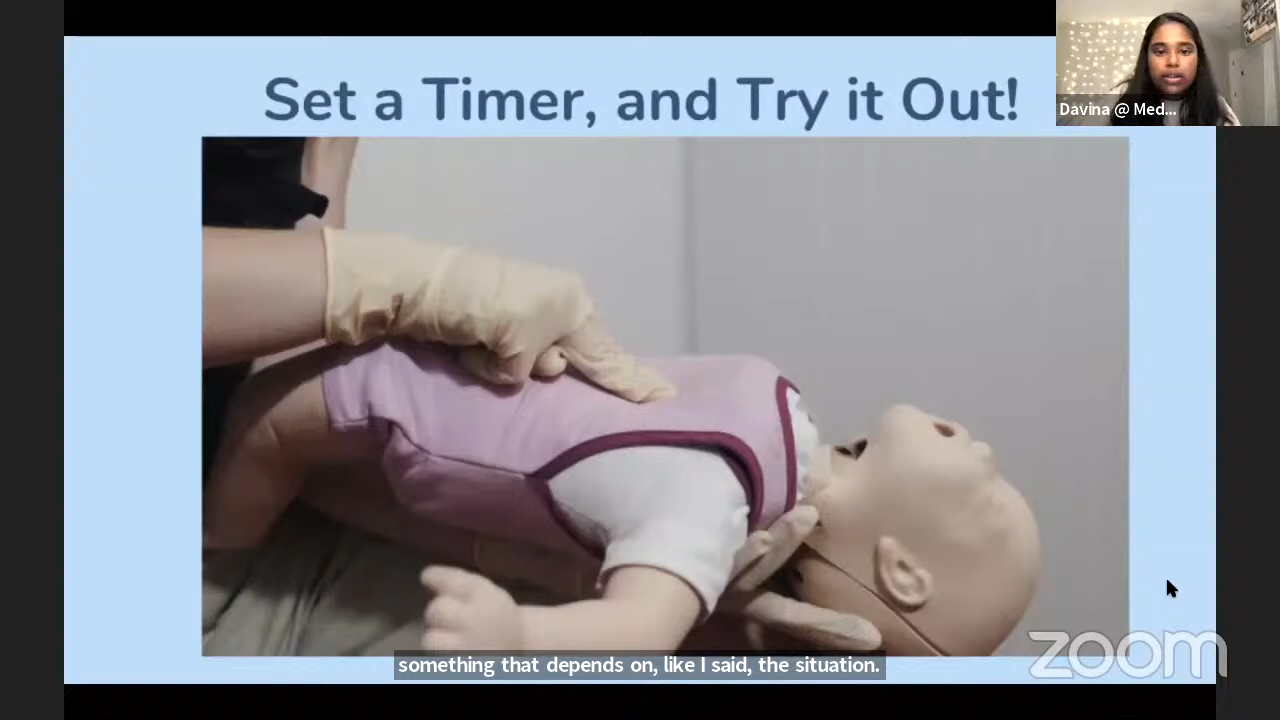 Set a Timer, and Try it Out!
Davina @ Med...
something that depends on, like I said, the situation.
zoom